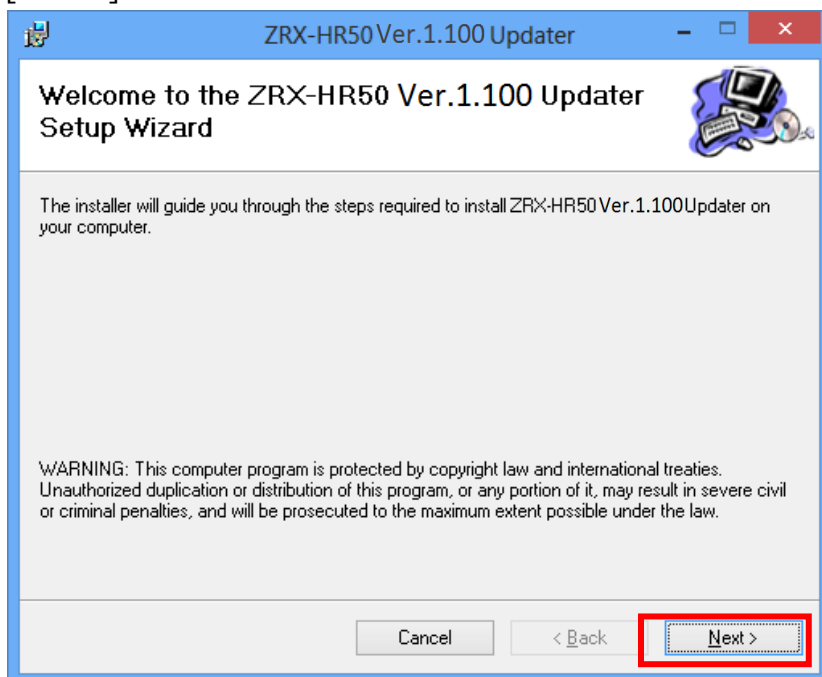 ZRX-HR50 Ver.1.100 Updater
Welcome to the ZRX-HR50 Ver.1.100 Updater
Setup Wizard
The installer will guide you through the steps required to install ZRX-HR50 Ver.1.100Updater on
your computer.
WARNING: This computer program is protected by copyright law and international treaties.
Unauthorized duplication or distribution of this program, or any portion of it, may result in severe civil
or criminal penalties, and will be prosecuted to the maximum extent possible under the law.
Cancel < Back Next >